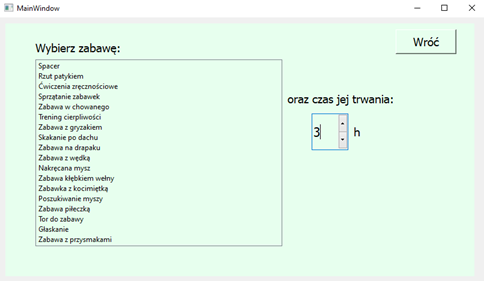 MainWindow
Wróć
Wybierz zabawę:
Spacer
Rzut patykiem
Ćwiczenia zręcznościowe
Sprzątanie zabawek
Zabawa w chowanego
Trening cierpliwości
Zabawa z gryzakiem
Skakanie po dachu
Zabawa na drapaku
Zabawa z wędką
Nakręcana mysz
Zabawa kłębkiem wełny
Zabawka z kocimiętką
Poszukiwanie myszy
Zabawa piłeczką
Tor do zabawy
Głaskanie
Zabawa z przysmakami
oraz czas jej trwania:
3 h